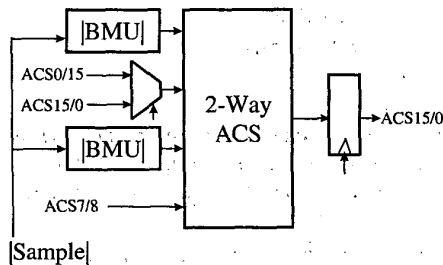 |BMU|
ACS0/15
ACS15/0
2-Way
ACS
ACS15/0
|BMU|
ACS7/8
|Sample|